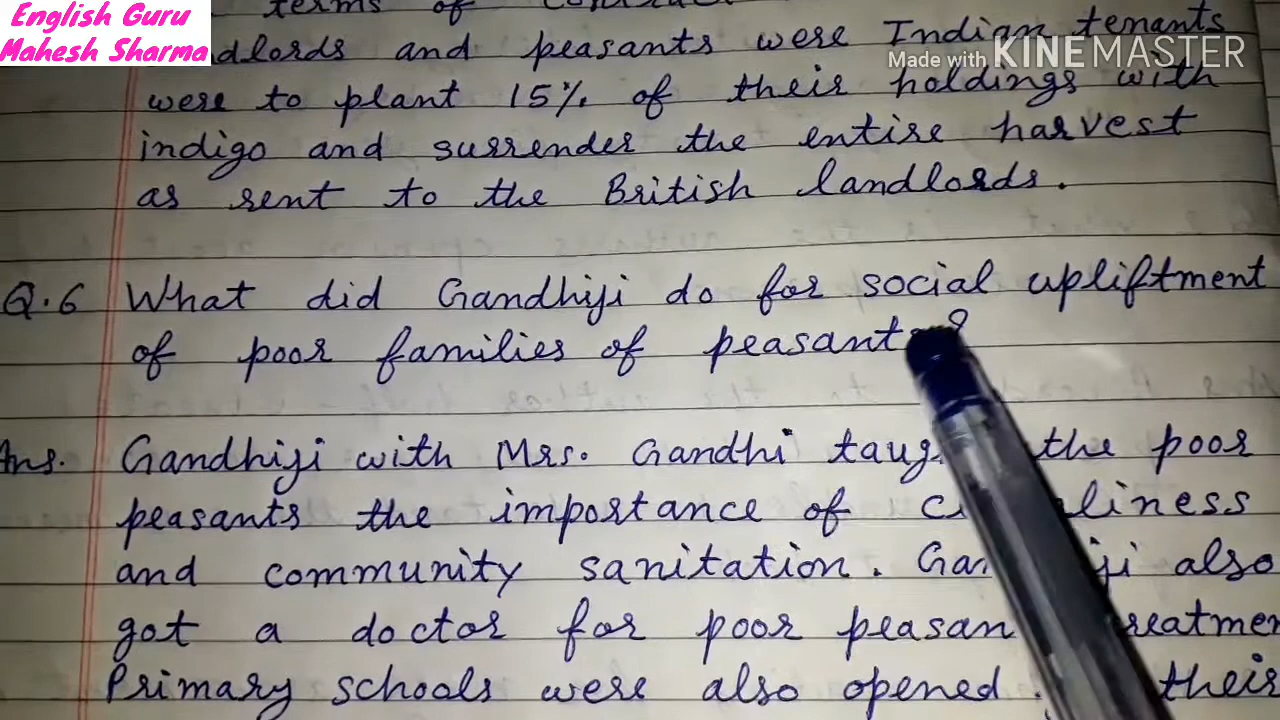 English Guru
Mahesh Sharma
terms of
Made with KINEMASTER
dlords and peasants were Indian tenants
were to plant 15% of their holdings with
indigo and surrender the entire harvest
as rent to the British landlords.
Q.6 What did Gandhiji do for social upliftment
of poor families of peasants?
Ans. Gandhiji with Mrs. Gandhi taug the poor
peasants the importance of c liness
and community sanitation. Gan ji also
got a doctor for poor peasan reatmen
Primary schools were also opened their